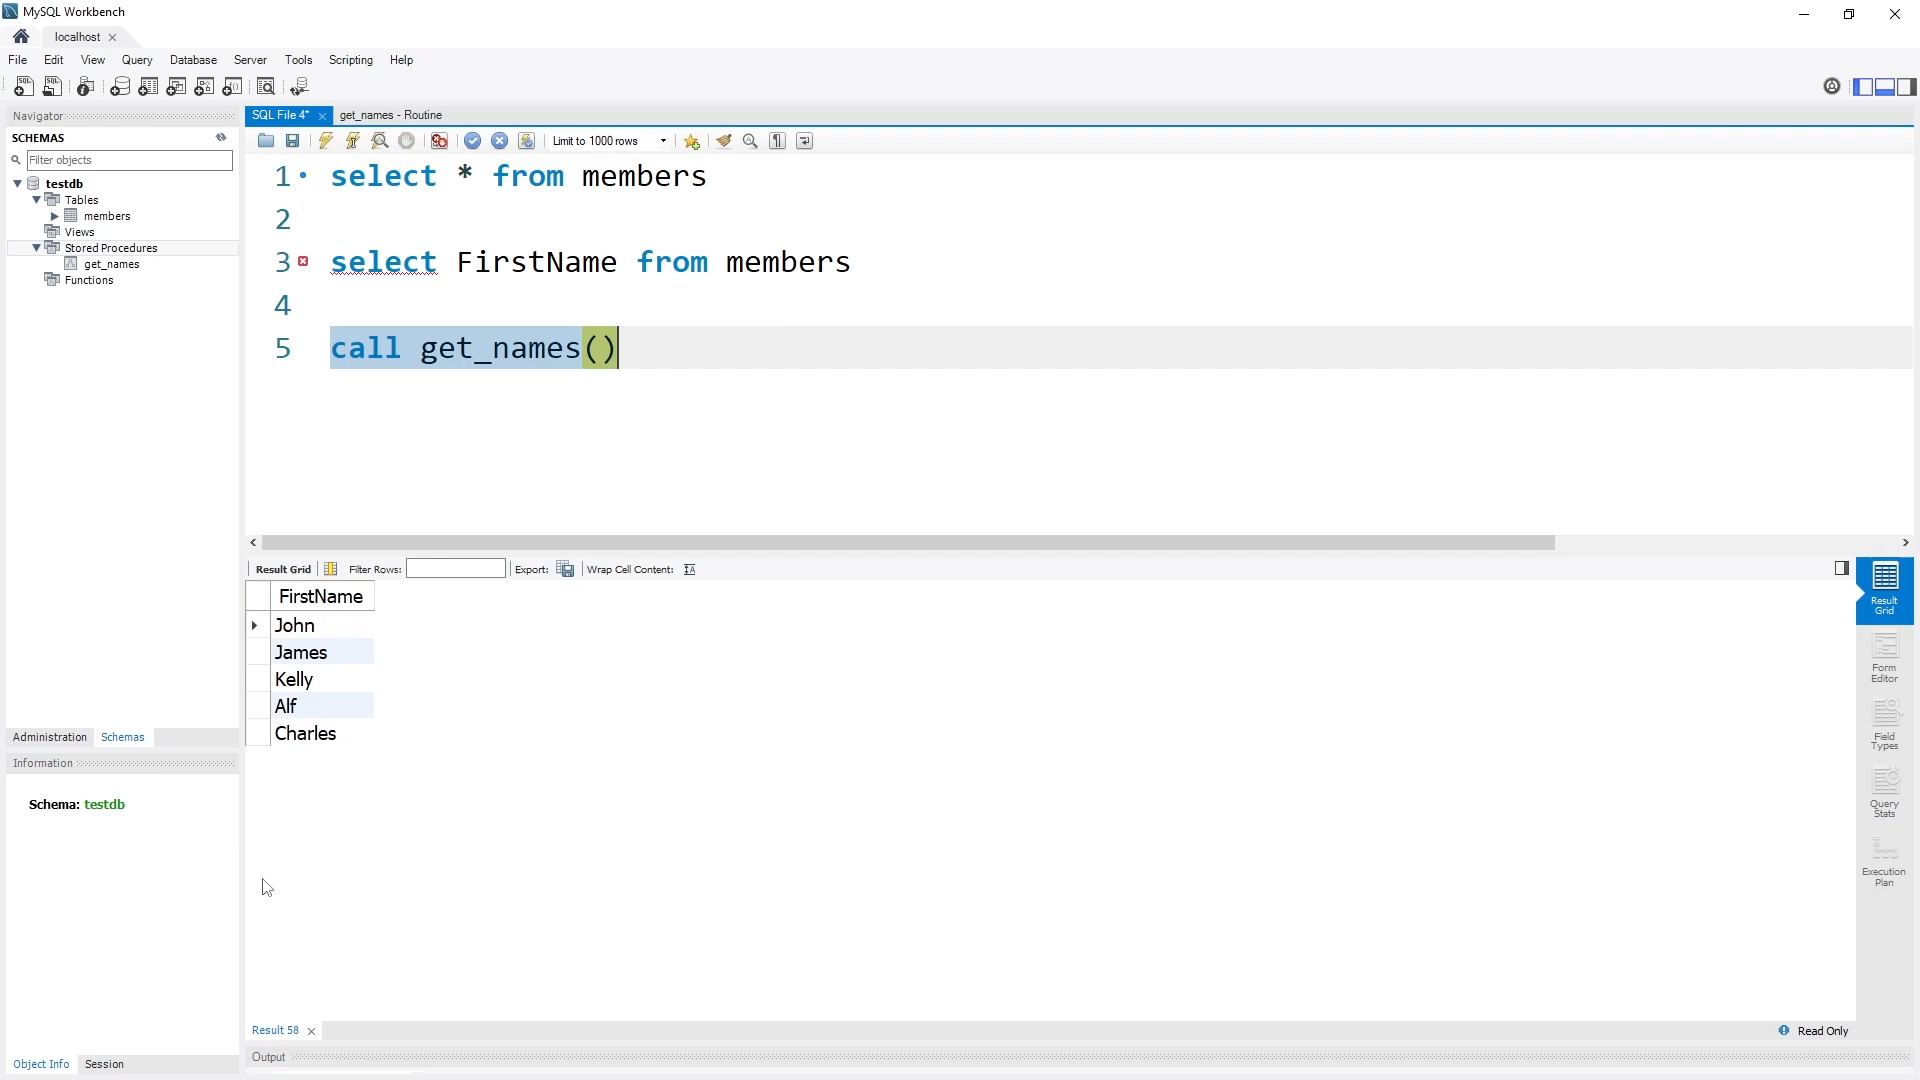 MySQL Workbench
localhost
File Edit View Query Database Server Tools Scripting Help
Navigator
SCHEMAS
Filter objects
testdb
Tables
members
Views
Stored Procedures
get_names
Functions
Administration Schemas
Information
Schema: testdb
Object Info Session
SQL File 4* get_names - Routine
Limit to 1000 rows
1 select * from members
2
3 select FirstName from members
4
5 call get_names()
Result Grid Filter Rows: Export: Wrap Cell Content:
FirstName
John
James
Kelly
Alf
Charles
Result
Grid
Form
Editor
Field
Types
Query
Stats
Execution
Plan
Result 58
Read Only
Output